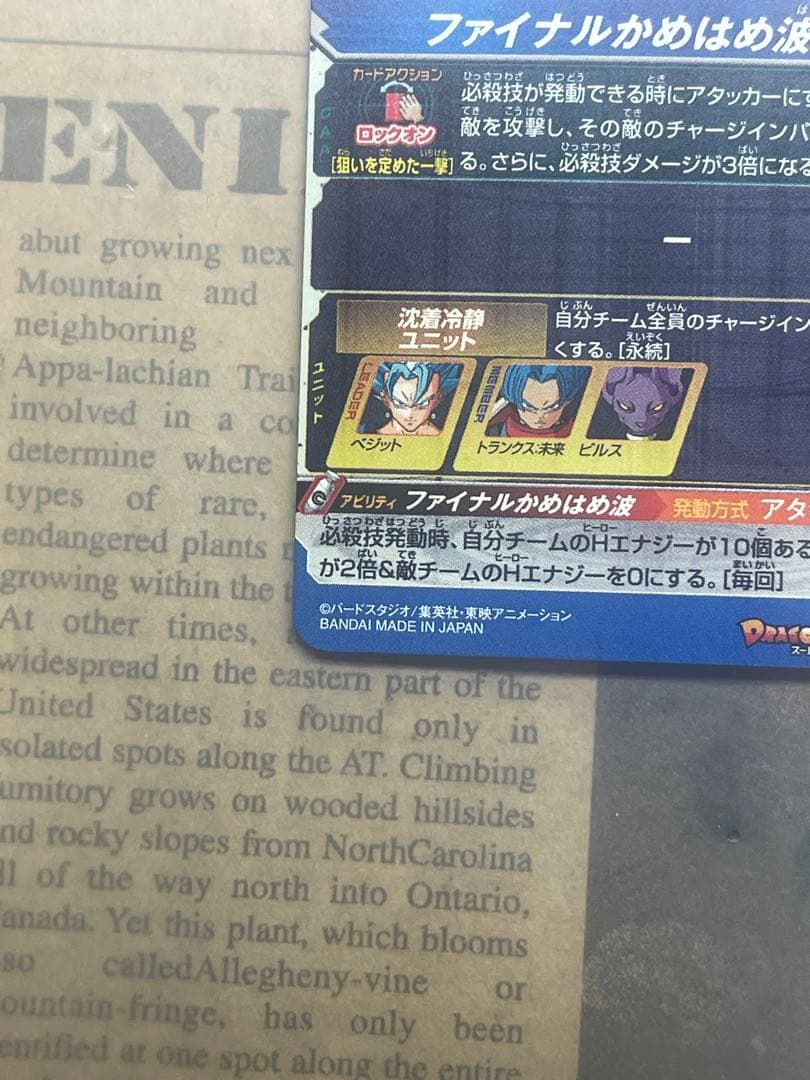 ファイナルかめはめ波
カードアクション
ロックオン
[狙いを定めた一撃]
必殺技が発動できる時にアタッカーに
敵を攻撃し、その敵のチャージイン
る。さらに、必殺技ダメージが3倍になる
ー
沈着冷静
ユニット
自分チーム全員のチャージイン
くする。[永続]
ユニット
LEADER
MEMBER
ベジット
トランクス:未来
ビルス
アビリティ ファイナルかめはめ波 発動方式 アタ
必殺技発動時、自分チームのHエナジーが10個ある
が2倍&敵チームのHエナジーを0にする。[毎回]
©バードスタジオ/集英社・東映アニメーション
BANDAI MADE IN JAPAN
ENI
abut growing nex
Mountain and
neighboring
Appa-lachian Trai
involved in a co
determine where
types of rare,
endangered plants
growing within the t
At other times,
widespread in the eastern part of the
United States is found only in
solated spots along the AT. Climbing
umitory grows on wooded hillsides
nd rocky slopes from NorthCarolina
ll of the way north into Ontario,
anada. Yet this plant, which blooms
so calledAllegheny-vine or
ountain-fringe, has only been
entified at one spot along the entire